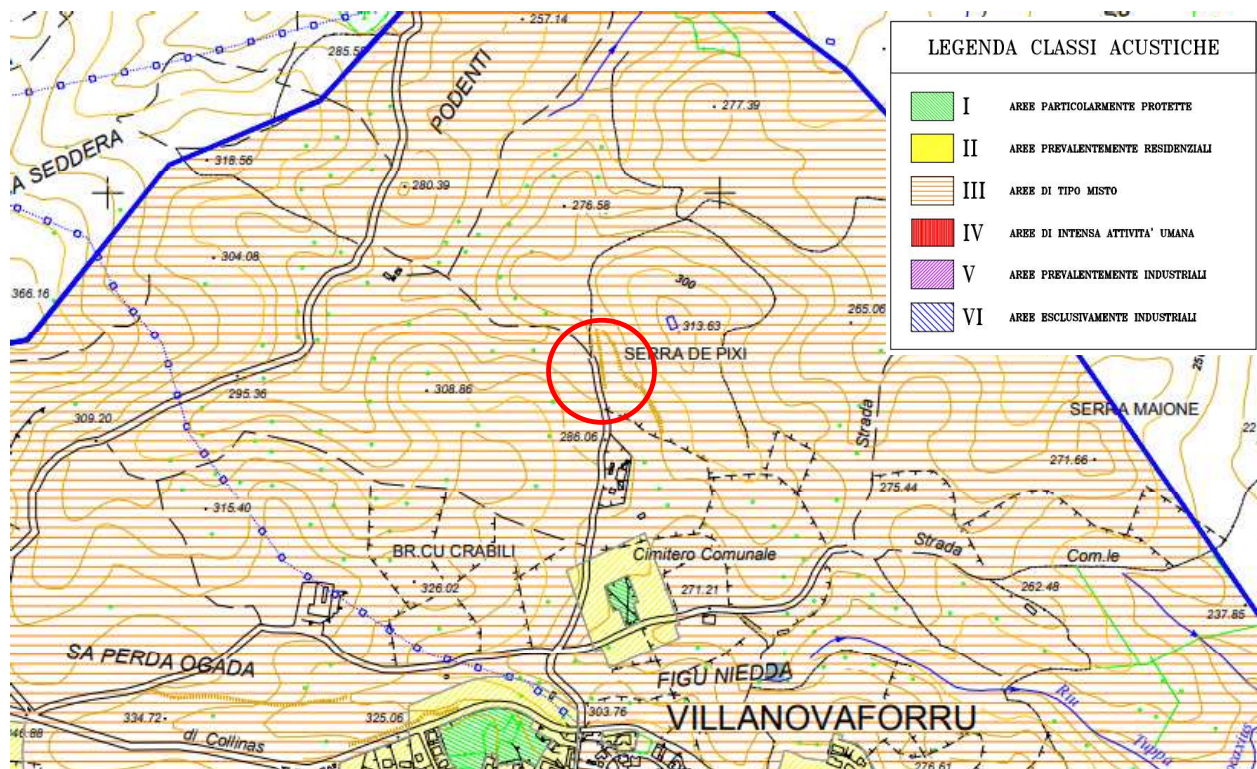 257.14
285.5
PODENTI
277.39
A SEDDERA
318.56
280.39
276.58
304.08
366.16
300
265.06
313.63
SERRA DE PIXI
295.36
308.86
309.20
286.06
SERRA MAIONE
Strada
271.66
275.44
315.40
BR.CU CRABILI
Cimitero Comunale
Strada
Com.le
326.02
271.21
262.48
237.85
SA PERDA OGADA
FIGU NIEDDA
Riu
Tuppa
334.72
325.06
303.76
VILLANOVAFORRU
di Collinas
46.88
276.61
LEGENDA CLASSI ACUSTICHE
I AREE PARTICOLARMENTE PROTETTE
II AREE PREVALENTEMENTE RESIDENZIALI
III AREE DI TIPO MISTO
IV AREE DI INTENSA ATTIVITA' UMANA
V AREE PREVALENTEMENTE INDUSTRIALI
VI AREE ESCLUSIVAMENTE INDUSTRIALI